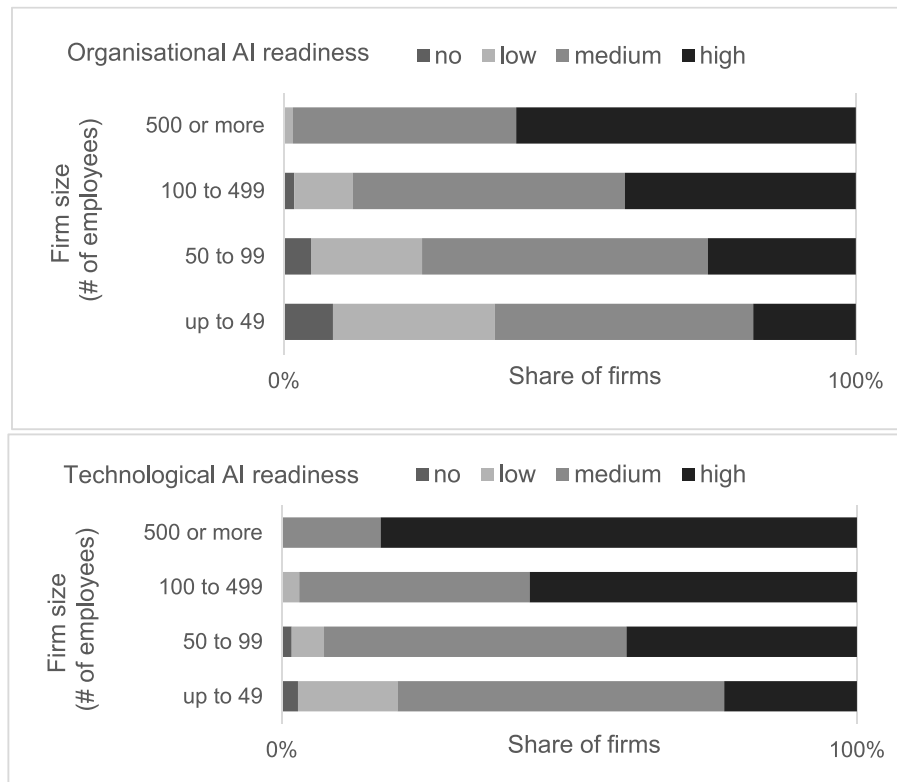 Organisational AI readiness no low medium high
Firm size
(# of employees)
500 or more
100 to 499
50 to 99
up to 49
0% Share of firms 100%
Technological AI readiness no low medium high
Firm size
(# of employees)
500 or more
100 to 499
50 to 99
up to 49
0% Share of firms 100%